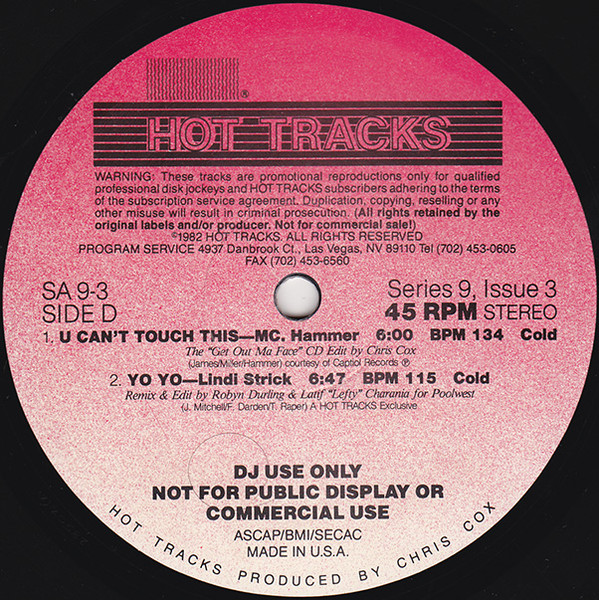 ®
HOT TRACKS
WARNING: These tracks are promotional reproductions only for qualified
professional disk jockeys and HOT TRACKS subscribers adhering to the terms
of the subscription service agreement. Duplication, copying, reselling or any
other misuse will result in criminal prosecution. (All rights retained by the
original labels and/or producer. Not for commercial sale!)
©1982 HOT TRACKS. ALL RIGHTS RESERVED
PROGRAM SERVICE 4937 Danbrook Ct., Las Vegas, NV 89110 Tel (702) 453-0605
FAX (702) 453-6560
SA 9-3 Series 9, Issue 3
SIDE D 45 RPM STEREO
1. U CAN'T TOUCH THIS—MC. Hammer 6:00 BPM 134 Cold
The "Get Out Ma Face" CD Edit by Chris Cox
(James/Miller/Hammer) courtesy of Captiol Records ℗
2. YO YO—Lindi Strick 6:47 BPM 115 Cold
Remix & Edit by Robyn Durling & Latif "Lefty" Charania for Poolwest
(J. Mitchell/F. Darden/T. Raper) A HOT TRACKS Exclusive
DJ USE ONLY
NOT FOR PUBLIC DISPLAY OR
COMMERCIAL USE
ASCAP/BMI/SECAC
MADE IN U.S.A.
HOT TRACKS PRODUCED BY CHRIS COX